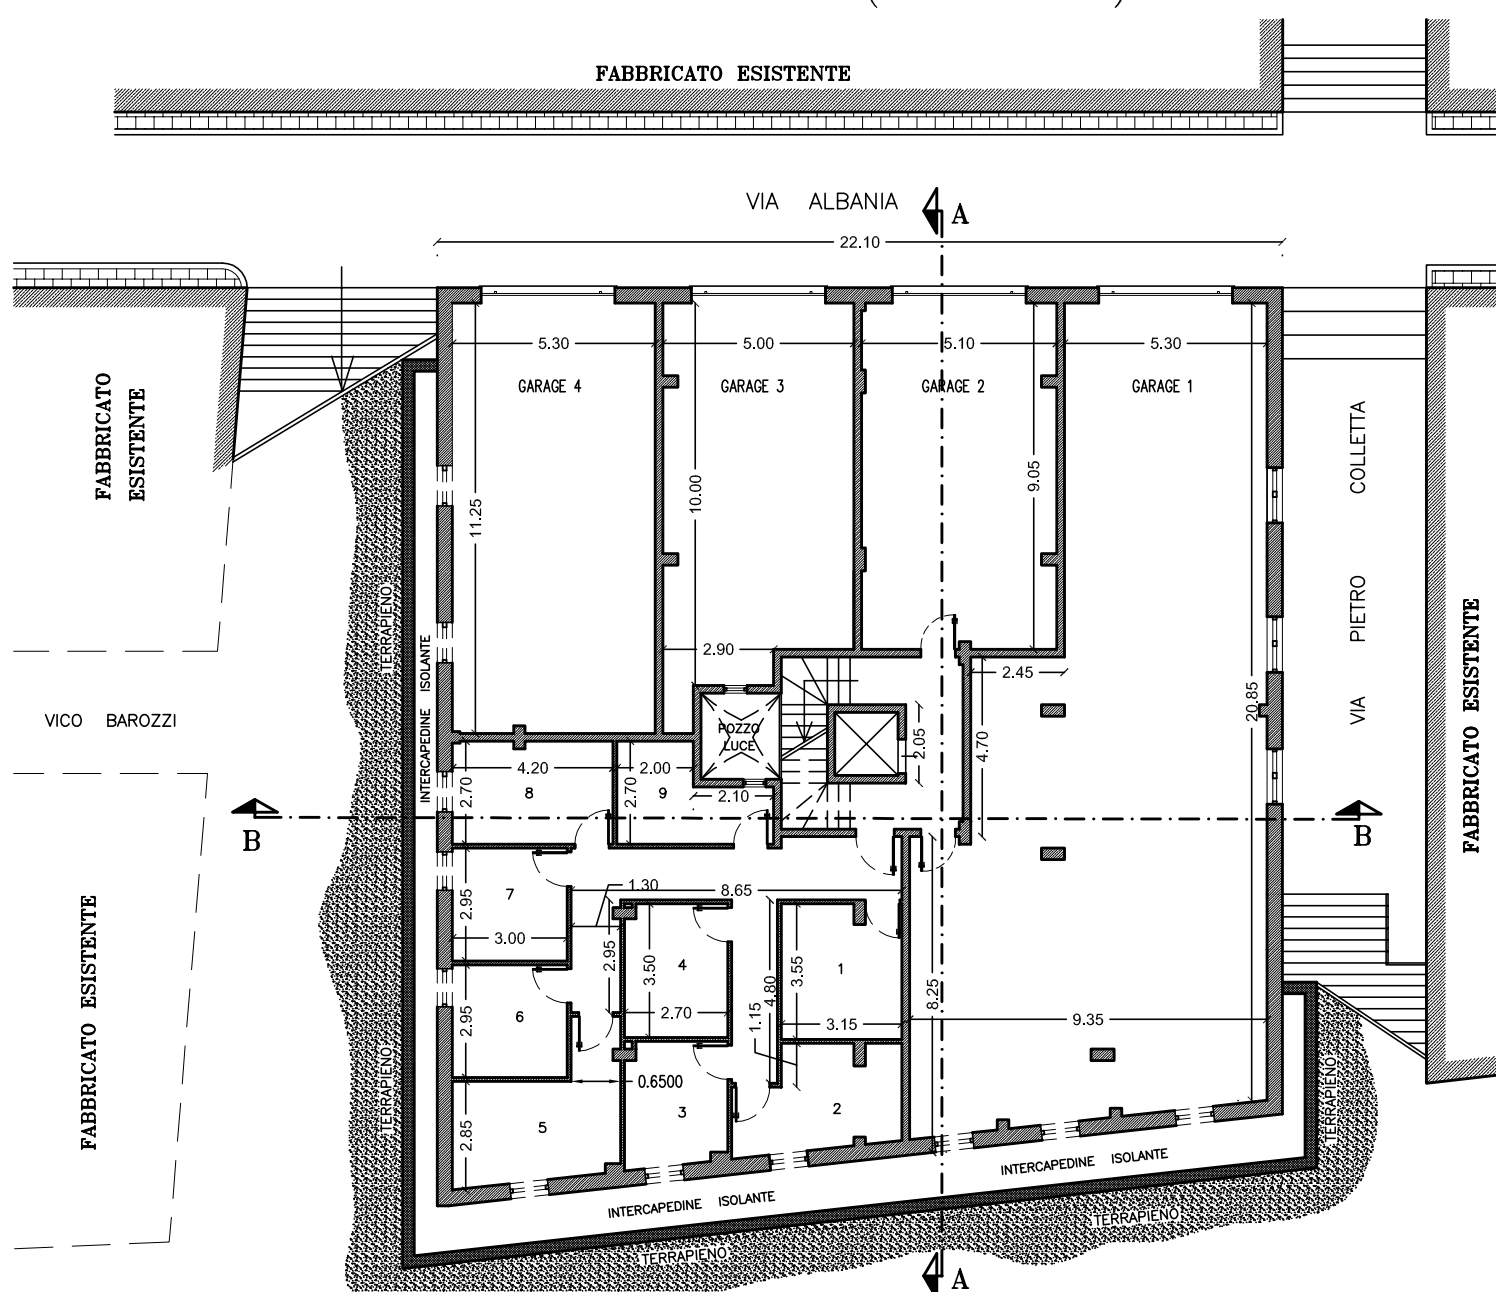 FABBRICATO ESISTENTE
VIA ALBANIA
A
22.10
5.30
5.00
5.10
5.30
GARAGE 4
GARAGE 3
GARAGE 2
GARAGE 1
FABBRICATO
ESISTENTE
VIA PIETRO COLLETTA
11.25
10.00
9.05
20.85
TERRAPIENO
INTERCAPEDINE ISOLANTE
FABBRICATO ESISTENTE
2.90
2.45
VICO BAROZZI
POZZO
LUCE
2.05
4.70
4.20
2.00
2.70
8
2.70
9
2.10
B
B
7
2.95
3.00
1.30
8.65
2.95
3.50
4
2.70
4.80
1.15
3.55
1
3.15
8.25
9.35
FABBRICATO ESISTENTE
6
2.95
0.6500
TERRAPIENO
TERRAPIENO
5
2.85
3
2
INTERCAPEDINE ISOLANTE
INTERCAPEDINE ISOLANTE
TERRAPIENO
TERRAPIENO
A